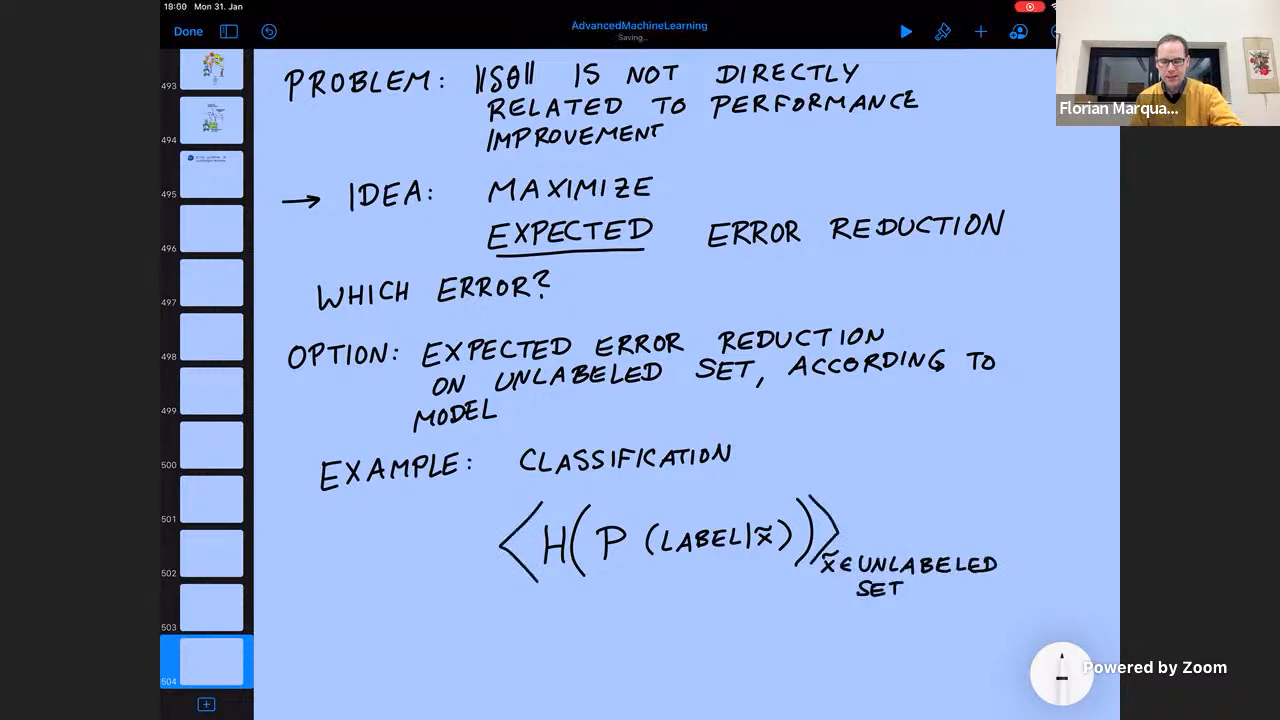 18:00 Mon 31. Jan
Done
AdvancedMachineLearning
Saving...
Florian Marqua...
493
494
495
496
497
498
499
500
501
502
503
504
PROBLEM: ||δθ|| IS NOT DIRECTLY
RELATED TO PERFORMANCE
IMPROVEMENT
→ IDEA: MAXIMIZE
EXPECTED ERROR REDUCTION
WHICH ERROR?
OPTION: EXPECTED ERROR REDUCTION
ON UNLABELED SET, ACCORDING TO
MODEL
EXAMPLE: CLASSIFICATION
⟨H(P(LABEL|x̃))⟩
x̃ ∈ UNLABELED
SET
Powered by Zoom